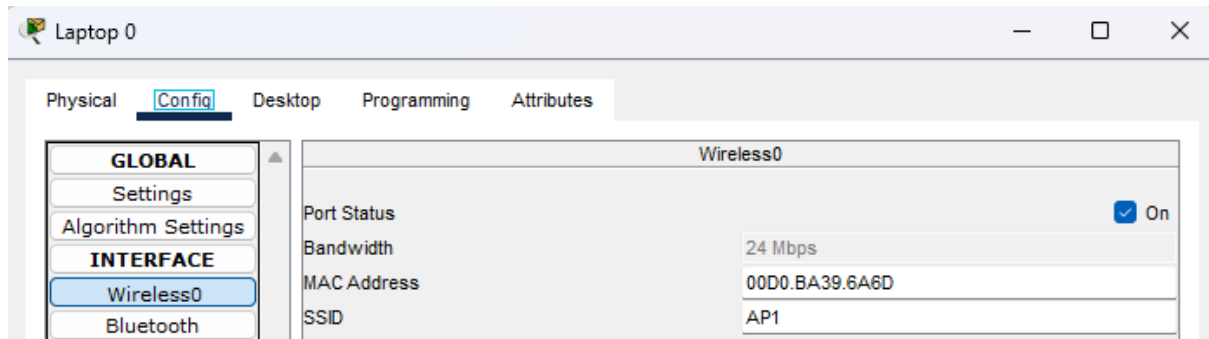 Laptop 0
Physical Config Desktop Programming Attributes
GLOBAL
Settings
Algorithm Settings
INTERFACE
Wireless0
Bluetooth
Wireless0
Port Status On
Bandwidth 24 Mbps
MAC Address 00D0.BA39.6A6D
SSID AP1